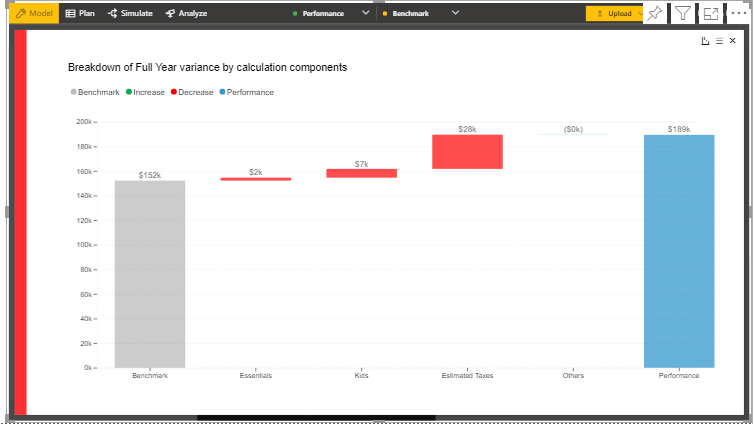 Model Plan Simulate Analyze Performance Benchmark Upload
Breakdown of Full Year variance by calculation components
Benchmark Increase Decrease Performance
200k
180k
160k
140k
120k
100k
80k
60k
40k
20k
0k
$152k $2k $7k $28k ($0k) $189k
Benchmark Essentials Kids Estimated Taxes Others Performance